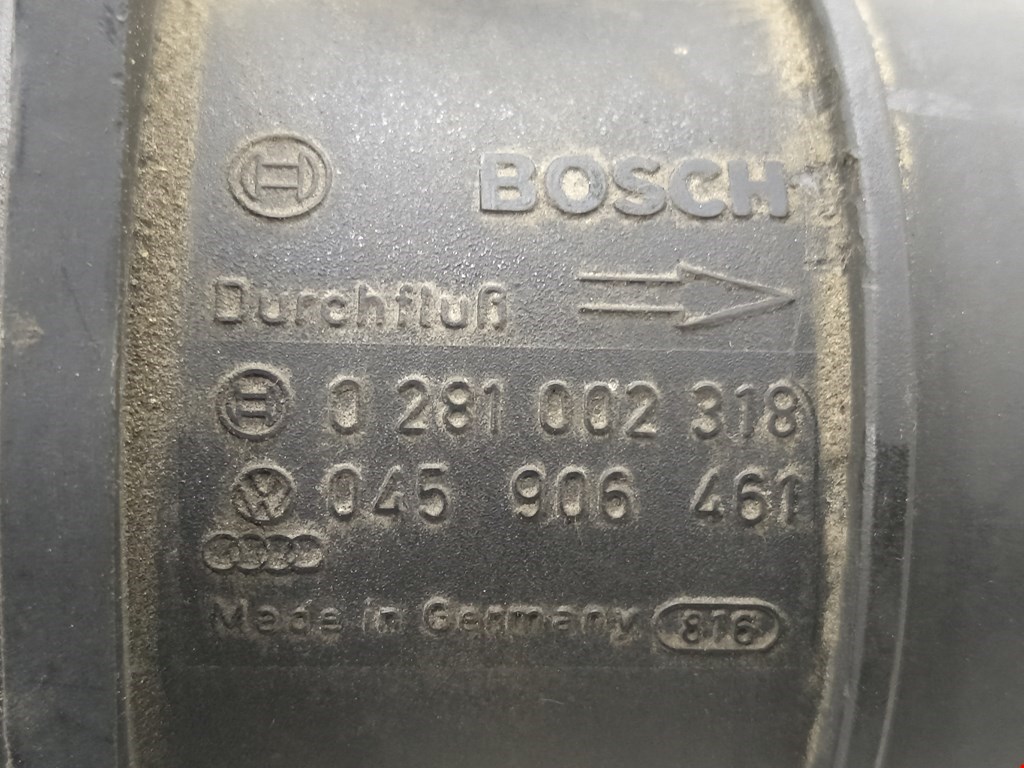 BOSCH
Durchfluß
0 281 002 318
045 906 461
Made in Germany 816